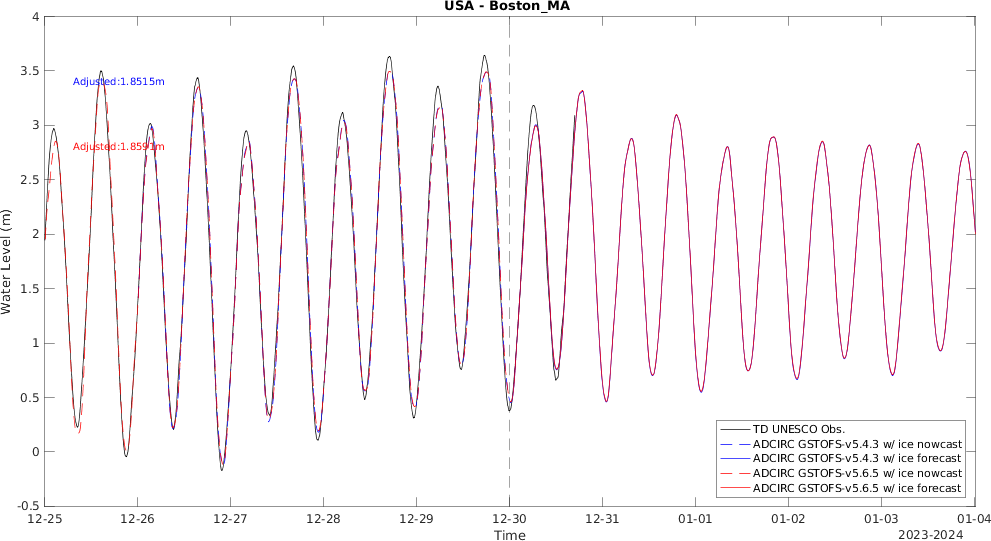 USA - Boston_MA
4
3.5
3
2.5
2
1.5
1
0.5
0
-0.5
Water Level (m)
Adjusted:1.8515m
Adjusted:1.8591m
TD UNESCO Obs.
ADCIRC GSTOFS-v5.4.3 w/ ice nowcast
ADCIRC GSTOFS-v5.4.3 w/ ice forecast
ADCIRC GSTOFS-v5.6.5 w/ ice nowcast
ADCIRC GSTOFS-v5.6.5 w/ ice forecast
12-25 12-26 12-27 12-28 12-29 12-30 12-31 01-01 01-02 01-03 01-04
Time
2023-2024